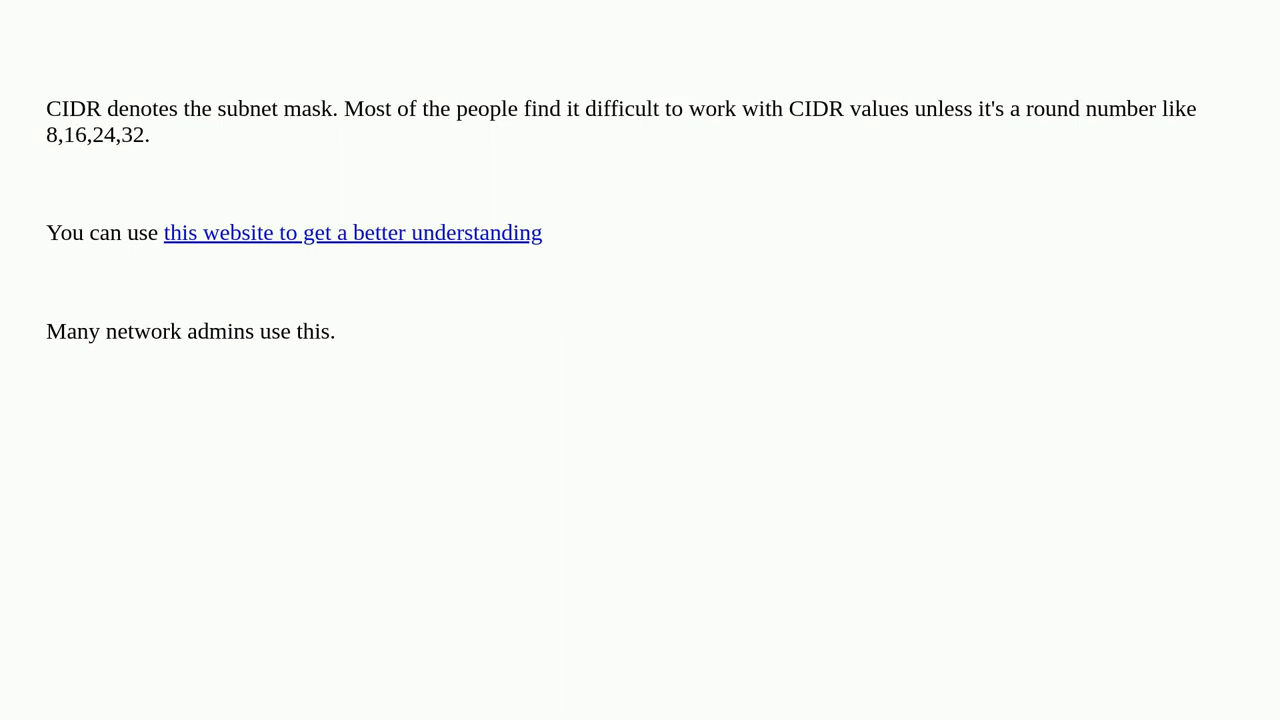 CIDR denotes the subnet mask. Most of the people find it difficult to work with CIDR values unless it's a round number like
8,16,24,32.
You can use this website to get a better understanding
Many network admins use this.